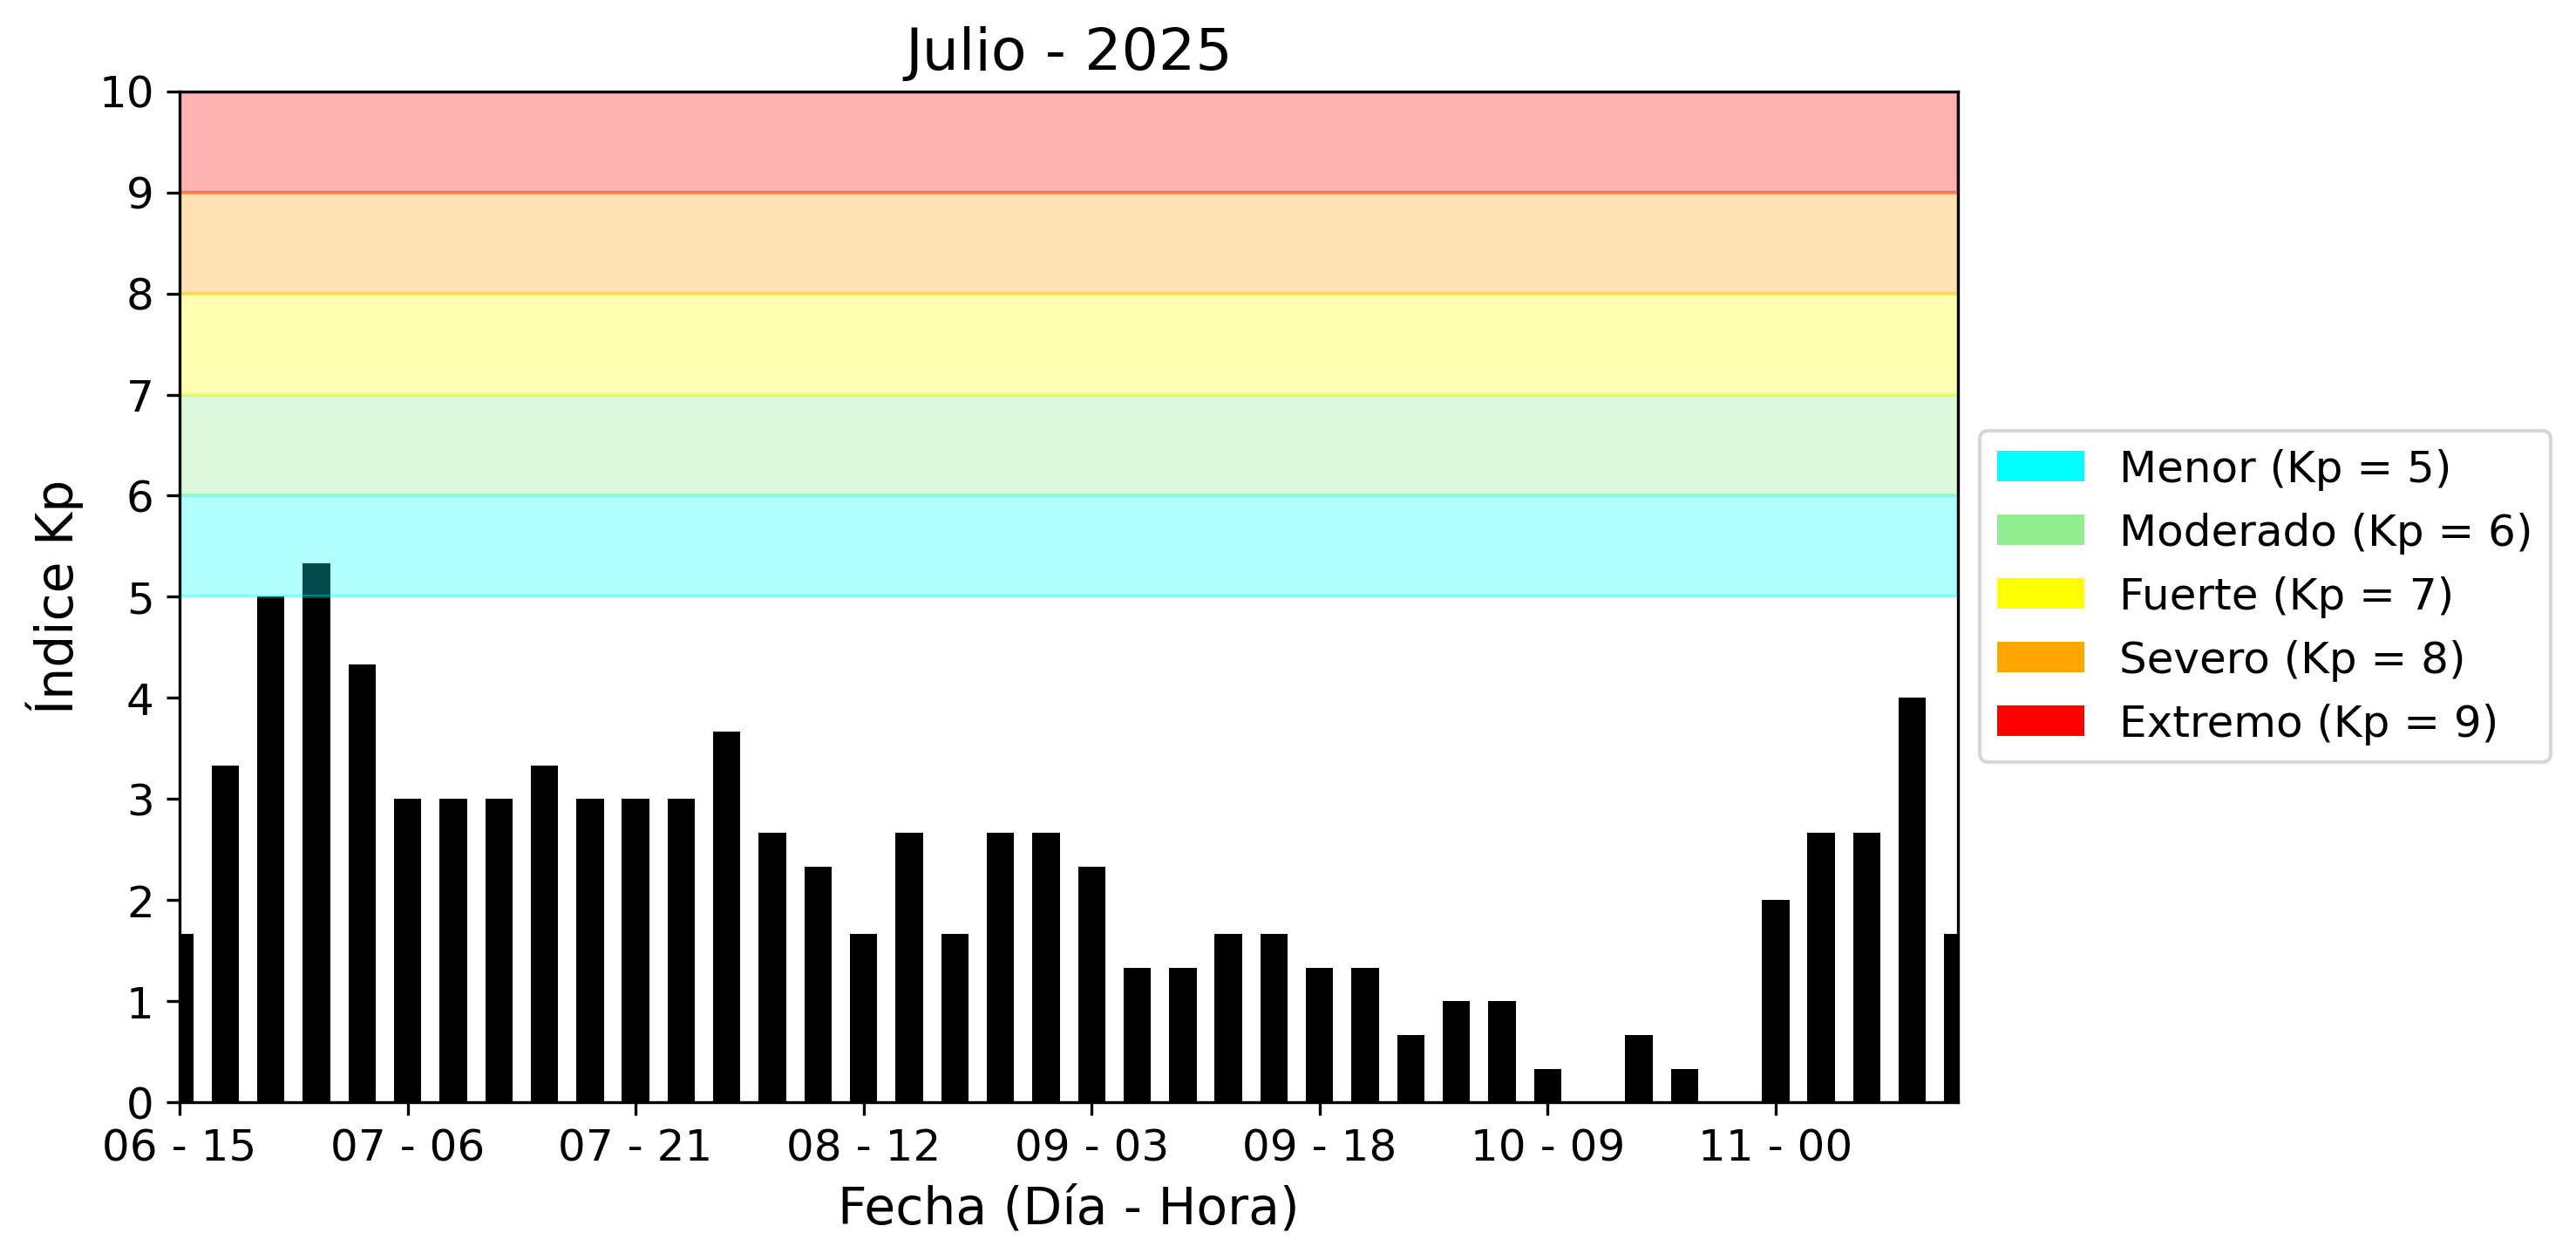 Julio - 2025
10
9
8
7
6
5
4
3
2
1
0
Índice Kp
06 - 15
07 - 06
07 - 21
08 - 12
09 - 03
09 - 18
10 - 09
11 - 00
Fecha (Día - Hora)
Menor (Kp = 5)
Moderado (Kp = 6)
Fuerte (Kp = 7)
Severo (Kp = 8)
Extremo (Kp = 9)